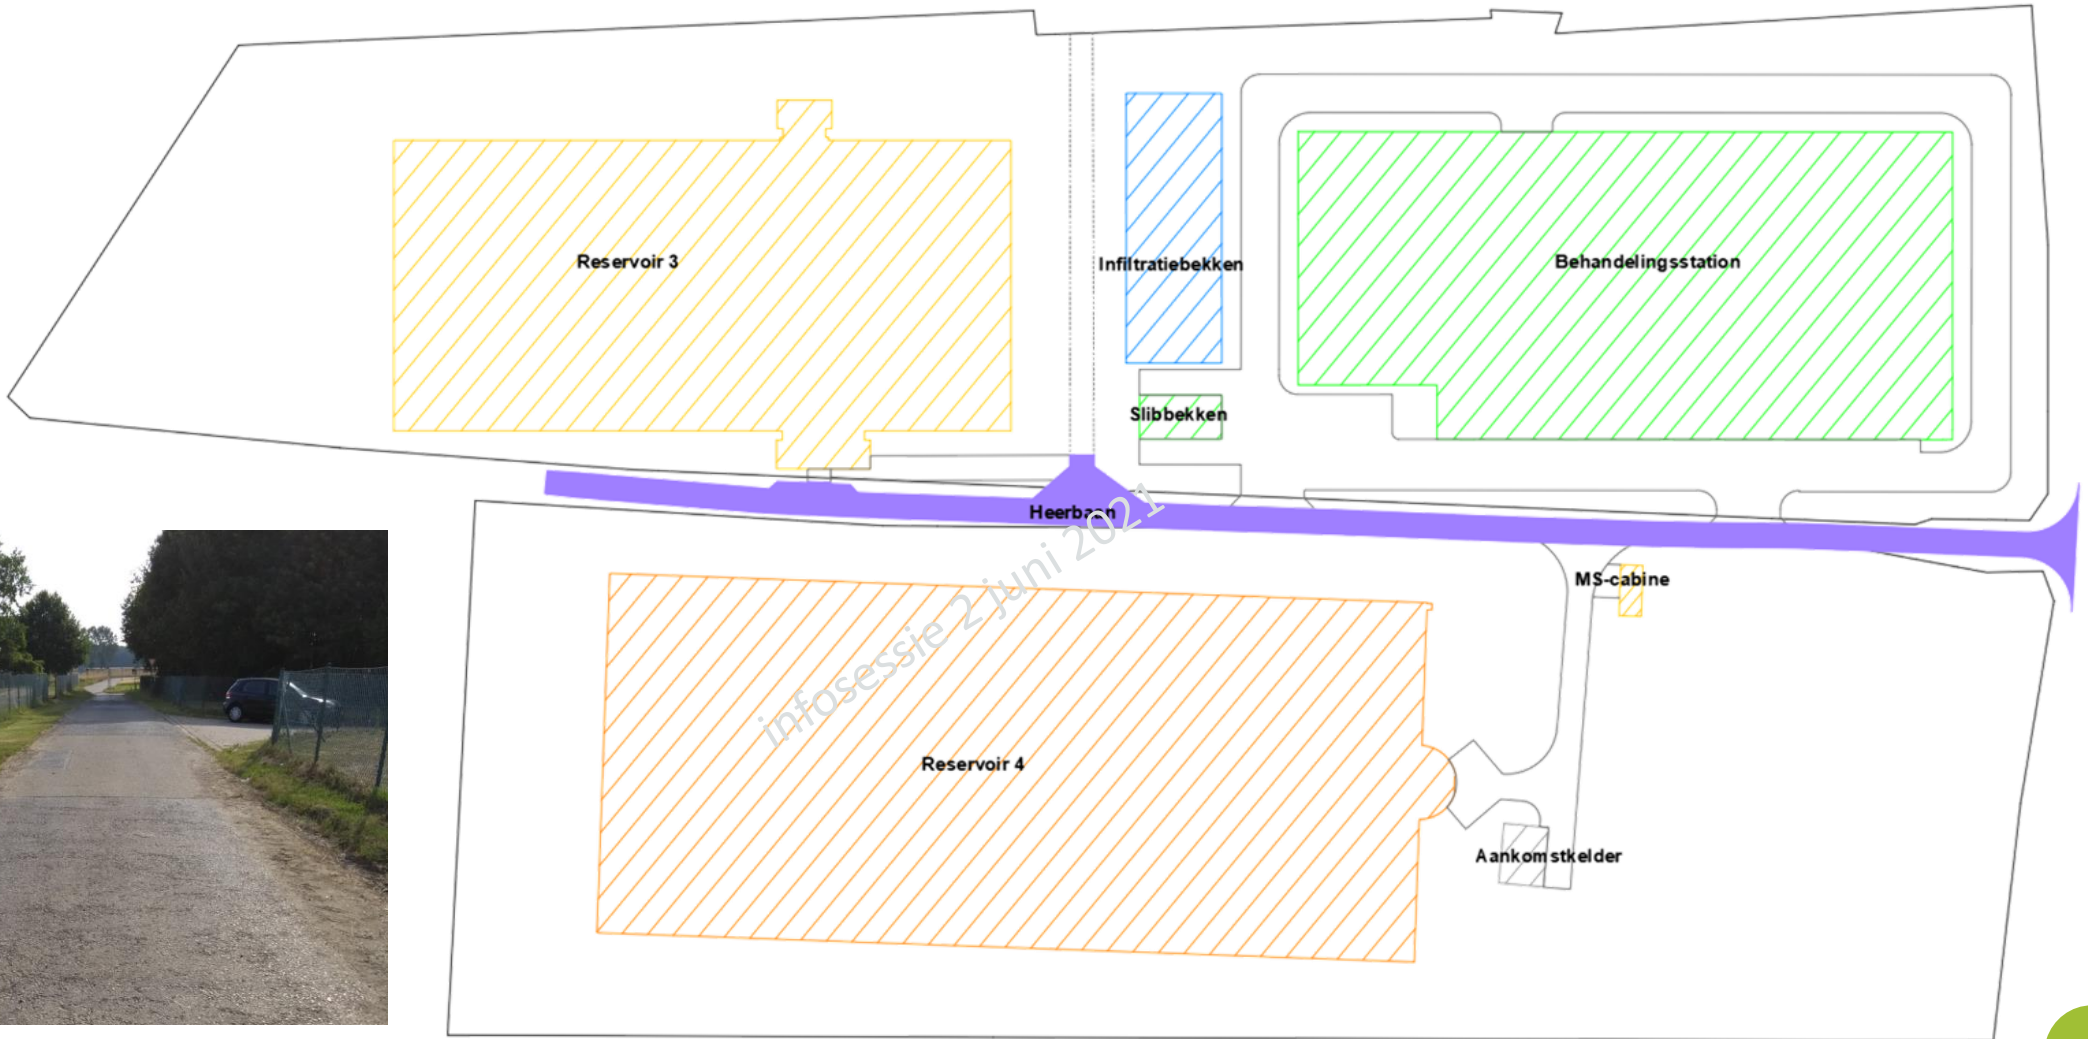 Reservoir 3
Infiltratiebekken
Behandelingsstation
Slibbekken
Heerbaan
infosessie 2 juni 2021
MS-cabine
Reservoir 4
Aankomstkelder